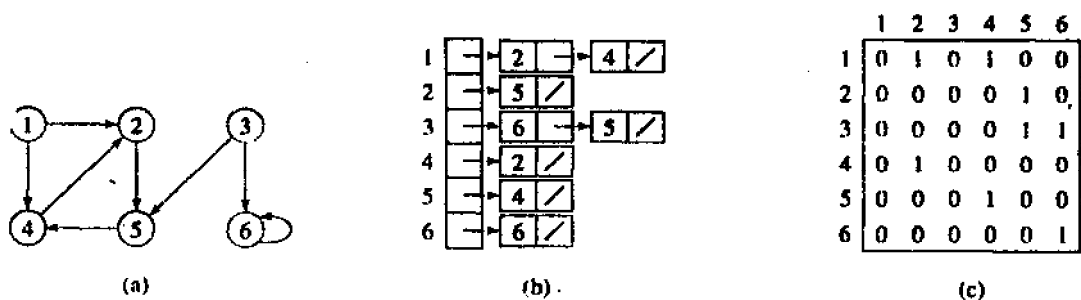 1 2 3
4 5 6
(a)
1 2 4
2 5
3 6 5
4 2
5 4
6 6
(b)
1 2 3 4 5 6
1 0 1 0 1 0 0
2 0 0 0 0 1 0
3 0 0 0 0 1 1
4 0 1 0 0 0 0
5 0 0 0 1 0 0
6 0 0 0 0 0 1
(c)